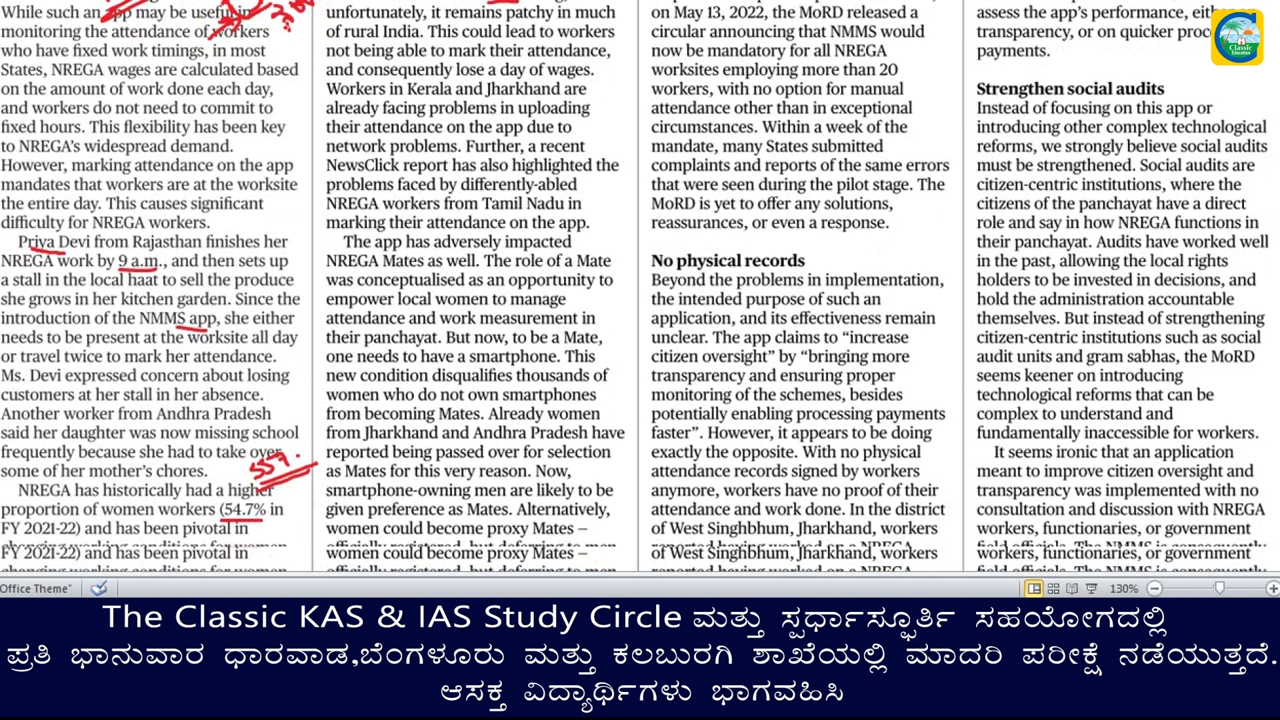 While such an app may be useful in
monitoring the attendance of workers
who have fixed work timings, in most
States, NREGA wages are calculated based
on the amount of work done each day,
and workers do not need to commit to
fixed hours. This flexibility has been key
to NREGA's widespread demand.
However, marking attendance on the app
mandates that workers are at the worksite
the entire day. This causes significant
difficulty for NREGA workers.
Priya Devi from Rajasthan finishes her
NREGA work by 9 a.m., and then sets up
a stall in the local haat to sell the produce
she grows in her kitchen garden. Since the
introduction of the NMMS app, she either
needs to be present at the worksite all day
or travel twice to mark her attendance.
Ms. Devi expressed concern about losing
customers at her stall in her absence.
Another worker from Andhra Pradesh
said her daughter was now missing school
frequently because she had to take over
some of her mother's chores.
NREGA has historically had a higher
proportion of women workers (54.7% in
FY 2021-22) and has been pivotal in
FY 2021-22) and has been pivotal in
changing working conditions for women
unfortunately, it remains patchy in much
of rural India. This could lead to workers
not being able to mark their attendance,
and consequently lose a day of wages.
Workers in Kerala and Jharkhand are
already facing problems in uploading
their attendance on the app due to
network problems. Further, a recent
NewsClick report has also highlighted the
problems faced by differently-abled
NREGA workers from Tamil Nadu in
marking their attendance on the app.
The app has adversely impacted
NREGA Mates as well. The role of a Mate
was conceptualised as an opportunity to
empower local women to manage
attendance and work measurement in
their panchayat. But now, to be a Mate,
one needs to have a smartphone. This
new condition disqualifies thousands of
women who do not own smartphones
from becoming Mates. Already women
from Jharkhand and Andhra Pradesh have
reported being passed over for selection
as Mates for this very reason. Now,
smartphone-owning men are likely to be
given preference as Mates. Alternatively,
women could become proxy Mates –
women could become proxy Mates –
officially registered, but deferring to men
on May 13, 2022, the MoRD released a
circular announcing that NMMS would
now be mandatory for all NREGA
worksites employing more than 20
workers, with no option for manual
attendance other than in exceptional
circumstances. Within a week of the
mandate, many States submitted
complaints and reports of the same errors
that were seen during the pilot stage. The
MoRD is yet to offer any solutions,
reassurances, or even a response.
No physical records
Beyond the problems in implementation,
the intended purpose of such an
application, and its effectiveness remain
unclear. The app claims to “increase
citizen oversight” by “bringing more
transparency and ensuring proper
monitoring of the schemes, besides
potentially enabling processing payments
faster”. However, it appears to be doing
exactly the opposite. With no physical
attendance records signed by workers
anymore, workers have no proof of their
attendance and work done. In the district
of West Singhbhum, Jharkhand, workers
of West Singhbhum, Jharkhand, workers
reported having worked on a NREGA
assess the app's performance, either on
transparency, or on quicker
payments.
Strengthen social audits
Instead of focusing on this app or
introducing other complex technological
reforms, we strongly believe social audits
must be strengthened. Social audits are
citizen-centric institutions, where the
citizens of the panchayat have a direct
role and say in how NREGA functions in
their panchayat. Audits have worked well
in the past, allowing the local rights
holders to be invested in decisions, and
hold the administration accountable
themselves. But instead of strengthening
citizen-centric institutions such as social
audit units and gram sabhas, the MoRD
seems keener on introducing
technological reforms that can be
complex to understand and
fundamentally inaccessible for workers.
It seems ironic that an application
meant to improve citizen oversight and
transparency was implemented with no
consultation and discussion with NREGA
workers, functionaries, or government
workers, functionaries, or government
field officials. The NMMS is consequently
Classic
Education
Office Theme"
130%
The Classic KAS & IAS Study Circle ಮತ್ತು ಸ್ಪರ್ಧಾಸ್ಫೂರ್ತಿ ಸಹಯೋಗದಲ್ಲಿ
ಪ್ರತಿ ಭಾನುವಾರ ಧಾರವಾಡ,ಬೆಂಗಳೂರು ಮತ್ತು ಕಲಬುರಗಿ ಶಾಖೆಯಲ್ಲಿ ಮಾದರಿ ಪರೀಕ್ಷೆ ನಡೆಯುತ್ತದೆ.
ಆಸಕ್ತ ವಿದ್ಯಾರ್ಥಿಗಳು ಭಾಗವಹಿಸಿ